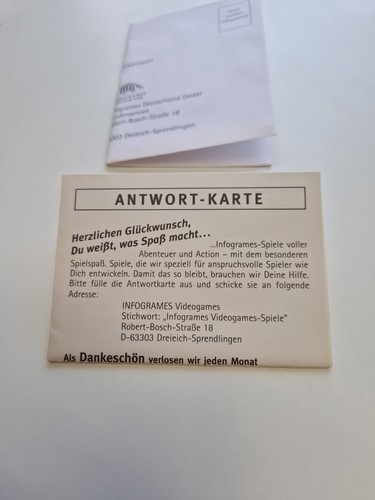 Infogrames Deutschland GmbH
Robert-Bosch-Straße 18
63303 Dreieich-Sprendlingen
ANTWORT-KARTE
Herzlichen Glückwunsch,
Du weißt, was Spaß macht...
...Infogrames-Spiele voller
Abenteuer und Action – mit dem besonderen
Spielspaß. Spiele, die wir speziell für anspruchsvolle Spieler wie
Dich entwickeln. Damit das so bleibt, brauchen wir Deine Hilfe.
Bitte fülle die Antwortkarte aus und schicke sie an folgende
Adresse:
INFOGRAMES Videogames
Stichwort: „Infogrames Videogames-Spiele"
Robert-Bosch-Straße 18
D-63303 Dreieich-Sprendlingen
Als Dankeschön verlosen wir jeden Monat